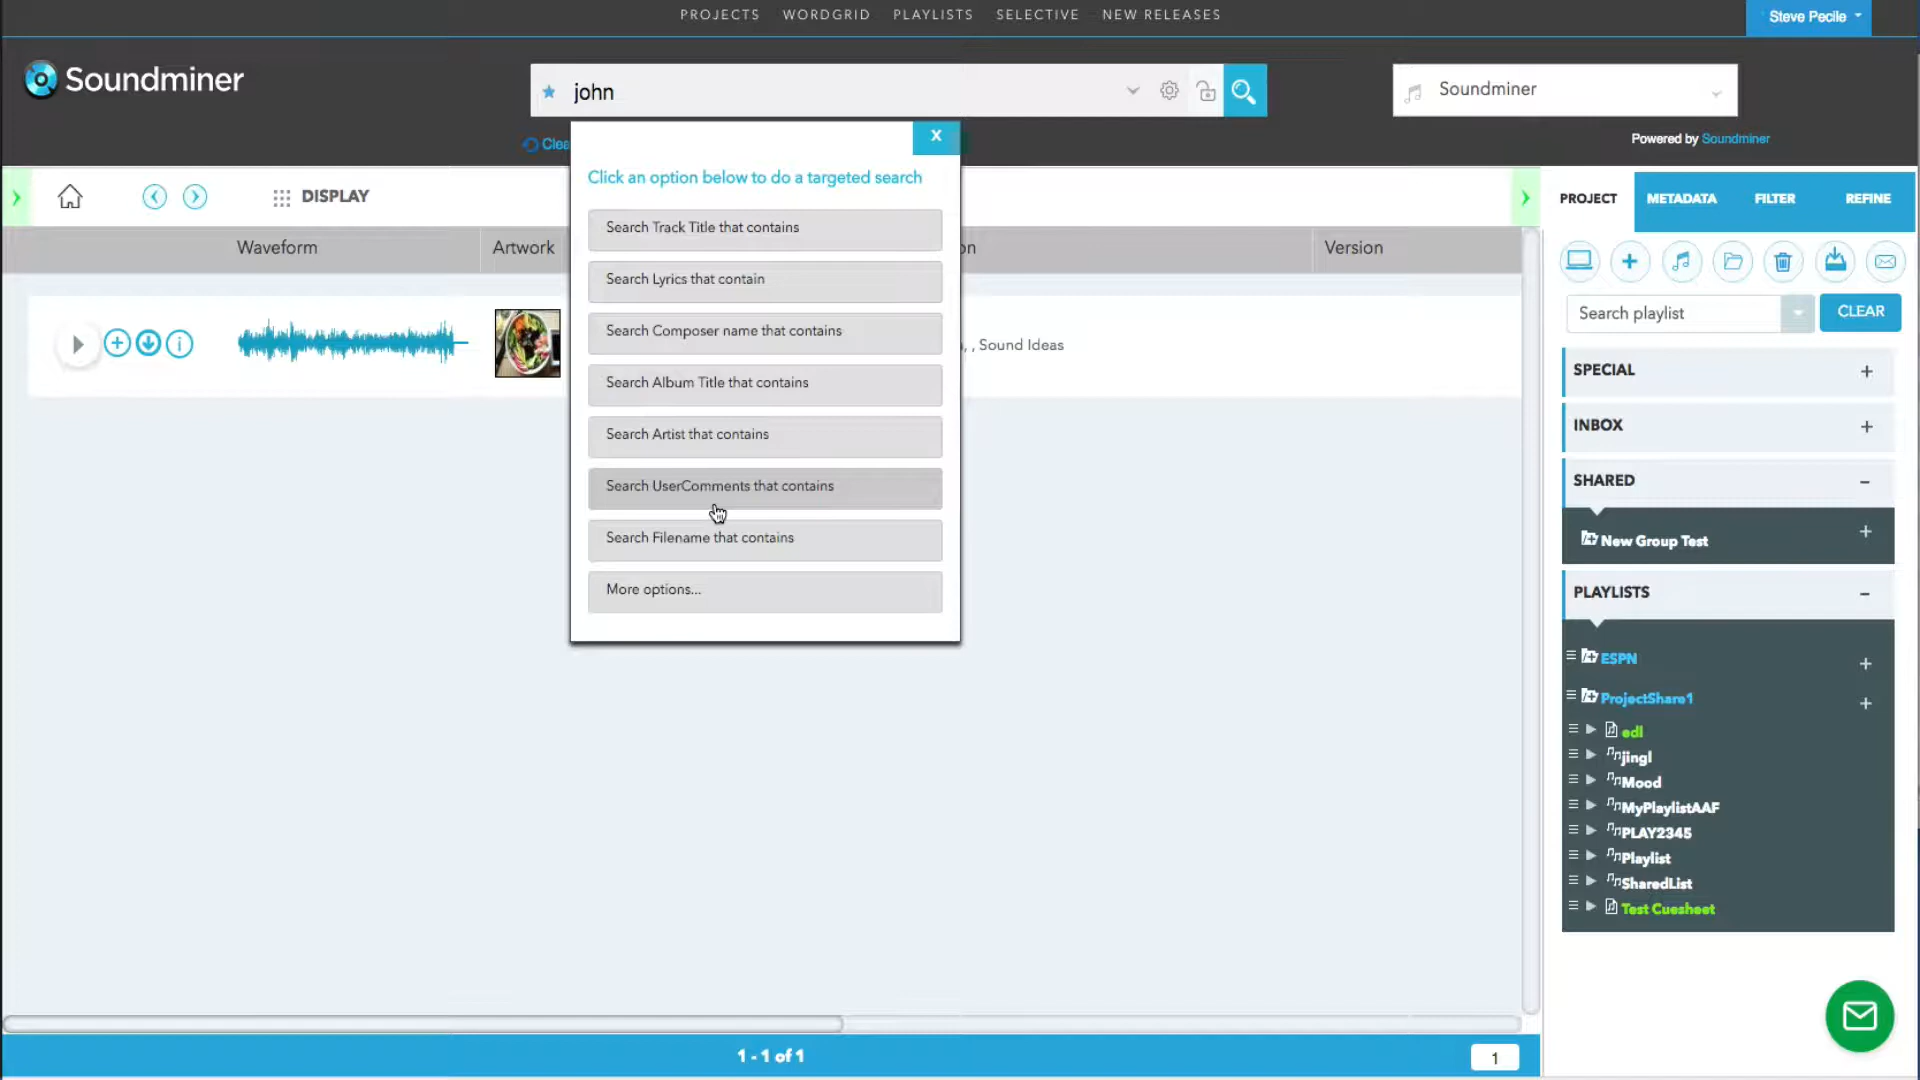 PROJECTS WORDGRID PLAYLISTS SELECTIVE NEW RELEASES
Steve Pecile
Soundminer
john
Soundminer
Clea
Powered by Soundminer
X
Click an option below to do a targeted search
DISPLAY
PROJECT METADATA FILTER REFINE
Waveform Artwork on Version
Search Track Title that contains
Search Lyrics that contain
Search Composer name that contains
Search Album Title that contains
Search Artist that contains
Search UserComments that contains
Search Filename that contains
More options...
, , Sound Ideas
Search playlist
CLEAR
SPECIAL
INBOX
SHARED
New Group Test
PLAYLISTS
ESPN
ProjectShare1
edl
jingl
Mood
MyPlaylistAAF
PLAY2345
Playlist
SharedList
Test Cuesheet
1 - 1 of 1
1